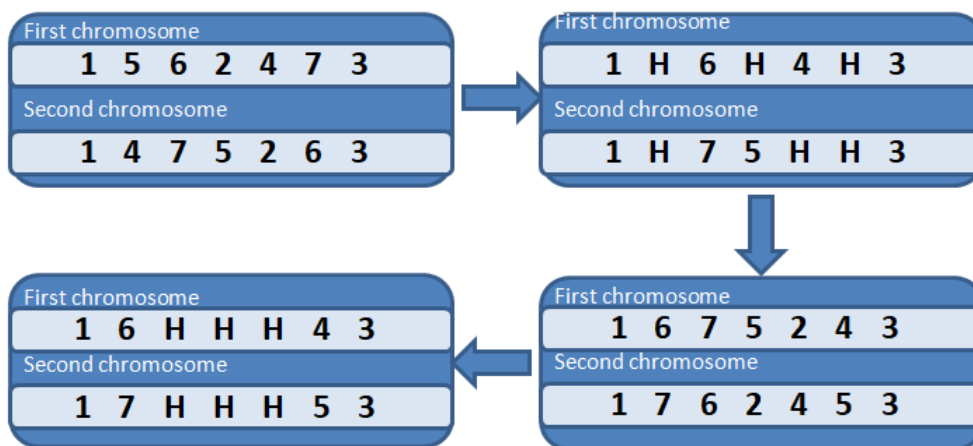 First chromosome
1 5 6 2 4 7 3
Second chromosome
1 4 7 5 2 6 3
First chromosome
1 H 6 H 4 H 3
Second chromosome
1 H 7 5 H H 3
First chromosome
1 6 H H H 4 3
Second chromosome
1 7 H H H 5 3
First chromosome
1 6 7 5 2 4 3
Second chromosome
1 7 6 2 4 5 3